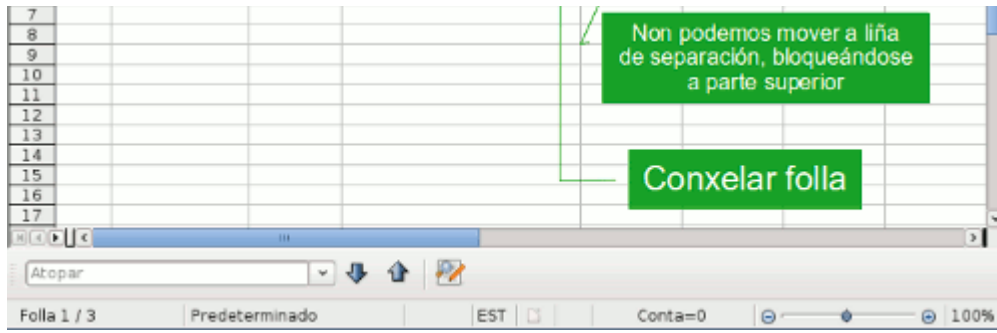 7
8
9
10
11
12
13
14
15
16
17
Non podemos mover a liña
de separación, bloqueándose
a parte superior
Conxelar folla
Atopar
Folla 1 / 3 Predeterminado EST Conta=0 100%